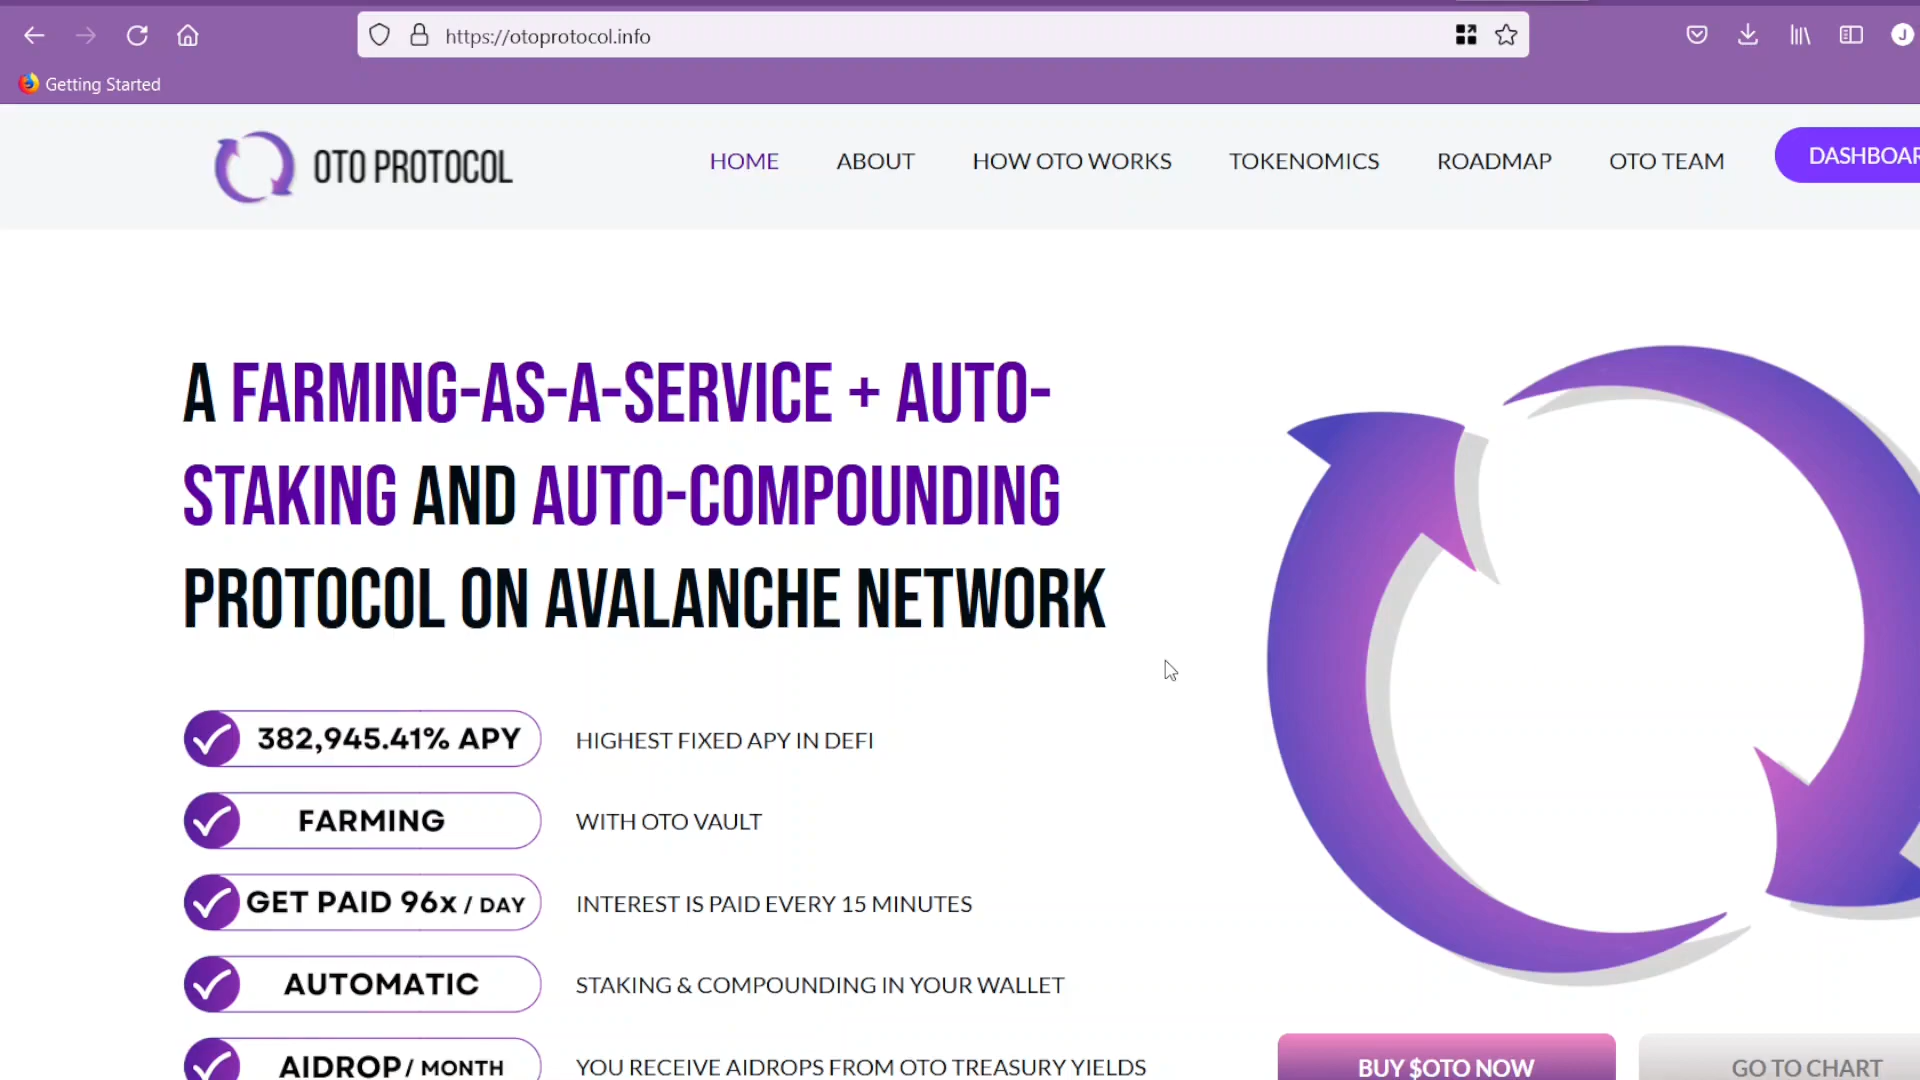 https://otoprotocol.info
J
Getting Started
OTO PROTOCOL
HOME
ABOUT
HOW OTO WORKS
TOKENOMICS
ROADMAP
OTO TEAM
DASHBOAR
A FARMING-AS-A-SERVICE + AUTO-
STAKING AND AUTO-COMPOUNDING
PROTOCOL ON AVALANCHE NETWORK
382,945.41% APY
HIGHEST FIXED APY IN DEFI
FARMING
WITH OTO VAULT
GET PAID 96x / DAY
INTEREST IS PAID EVERY 15 MINUTES
AUTOMATIC
STAKING & COMPOUNDING IN YOUR WALLET
AIDROP / MONTH
YOU RECEIVE AIDROPS FROM OTO TREASURY YIELDS
BUY $OTO NOW
GO TO CHART